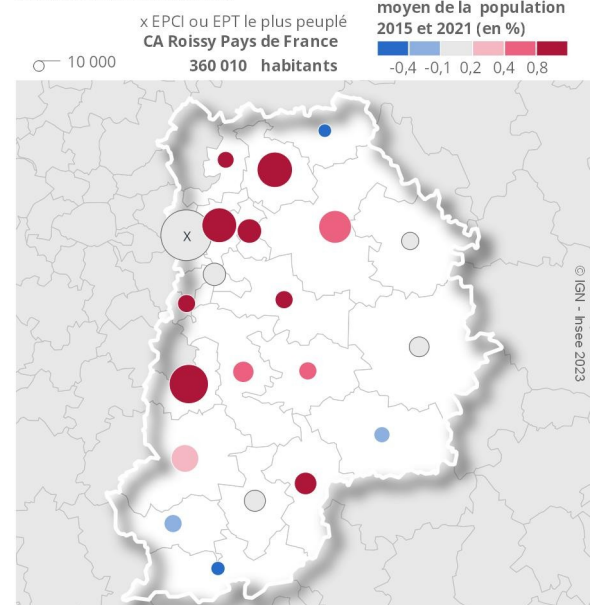 moyen de la population
2015 et 2021 (en %)
x EPCI ou EPT le plus peuplé
CA Roissy Pays de France
360 010 habitants
10 000
-0,4 -0,1 0,2 0,4 0,8
x
© IGN - Insee 2023